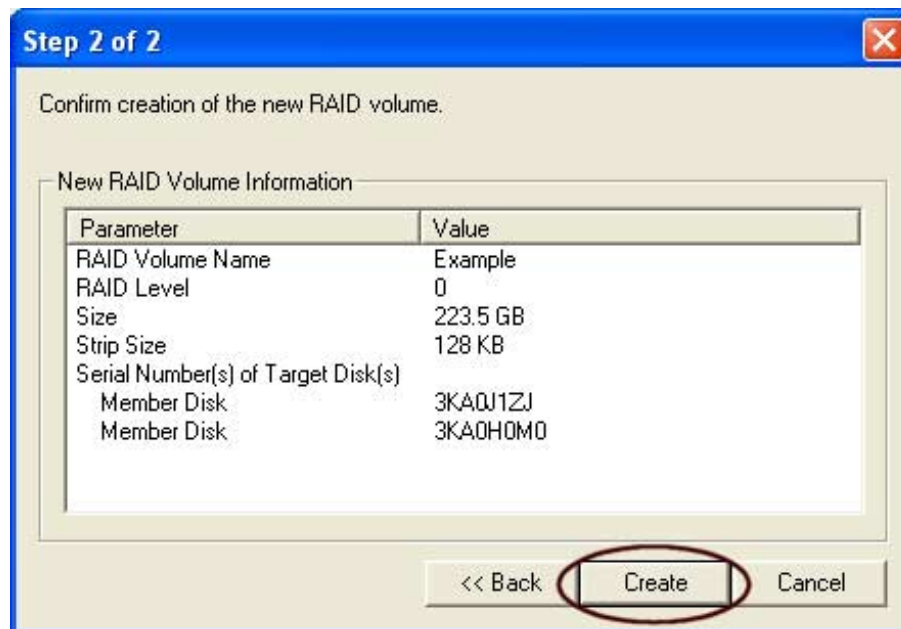 Step 2 of 2
Confirm creation of the new RAID volume.
New RAID Volume Information
Parameter Value
RAID Volume Name Example
RAID Level 0
Size 223.5 GB
Strip Size 128 KB
Serial Number(s) of Target Disk(s)
Member Disk 3KA0J1ZJ
Member Disk 3KA0H0M0
<< Back Create Cancel